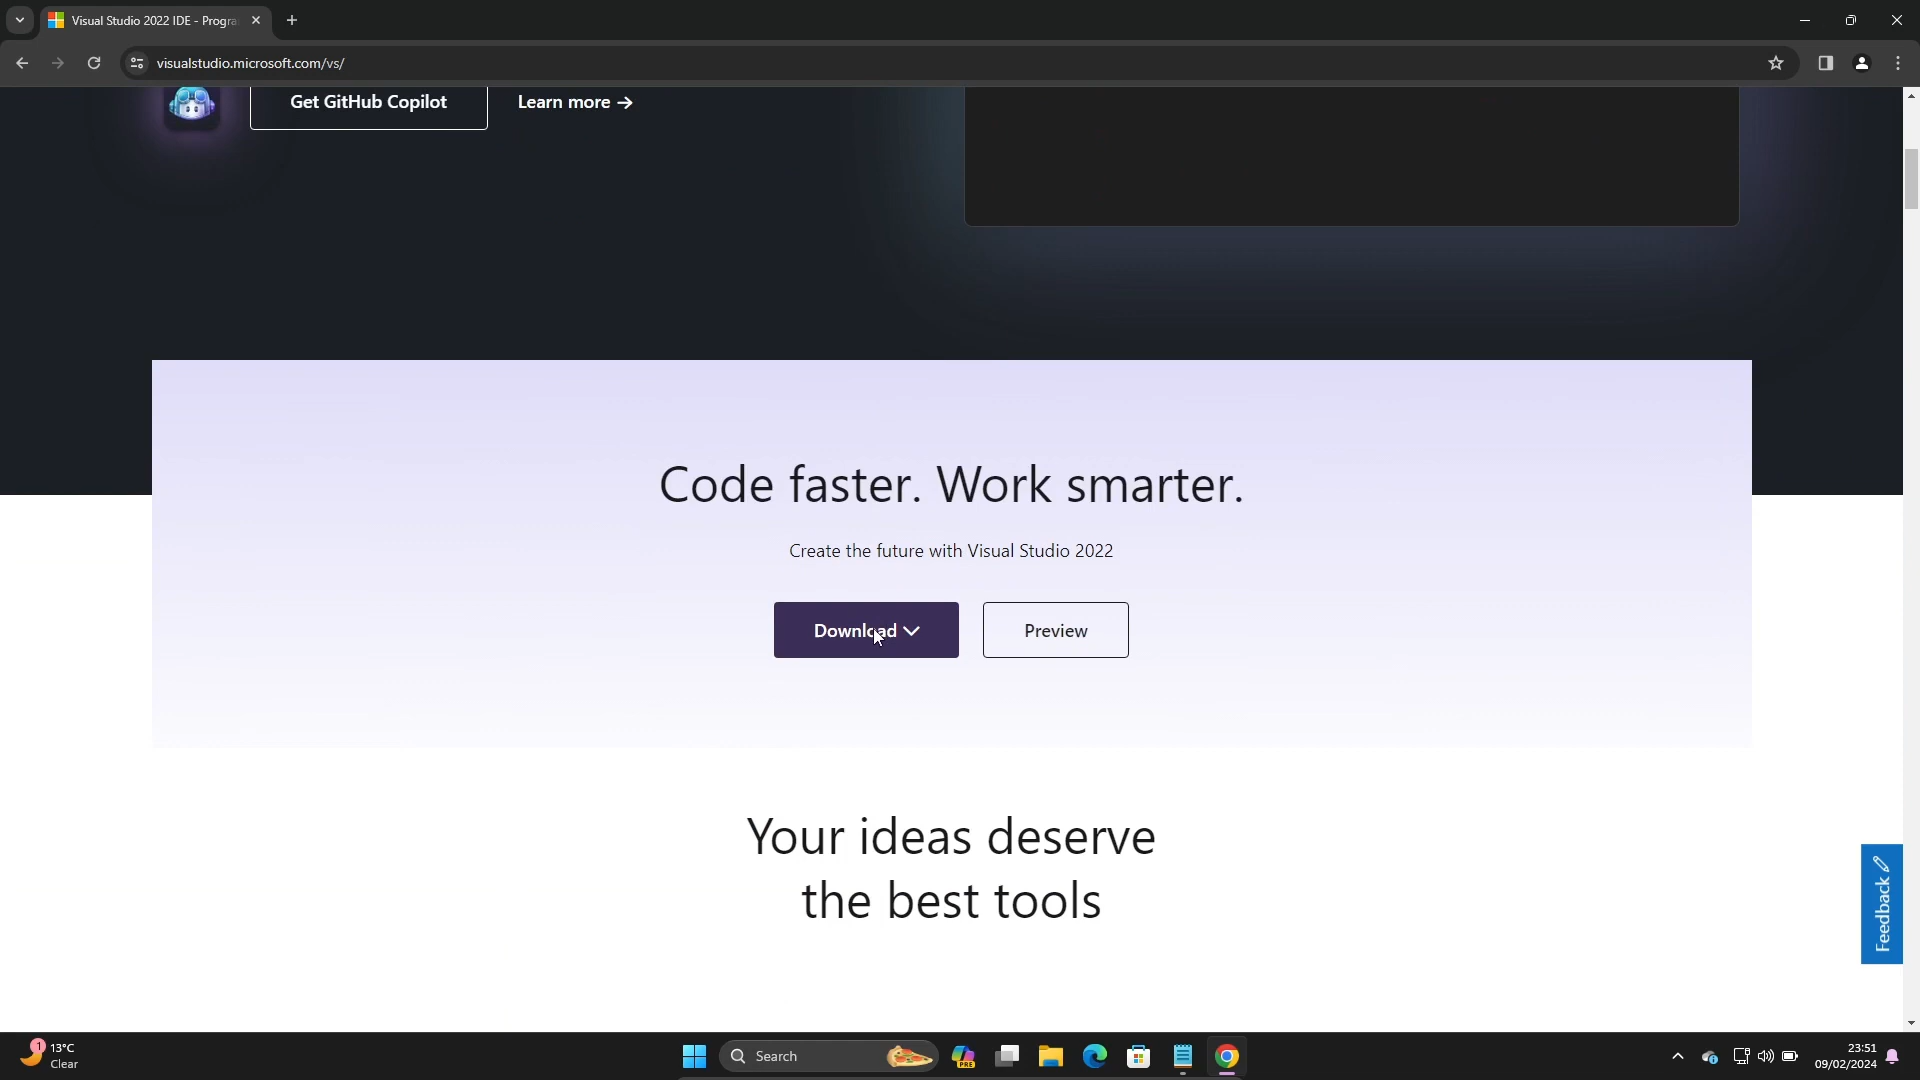 Visual Studio 2022 IDE - Progra
visualstudio.microsoft.com/vs/
Get GitHub Copilot
Learn more →
Code faster. Work smarter.
Create the future with Visual Studio 2022
Download
Preview
Your ideas deserve
the best tools
Feedback
1
13°C
Clear
Search
PRE
23:51
09/02/2024